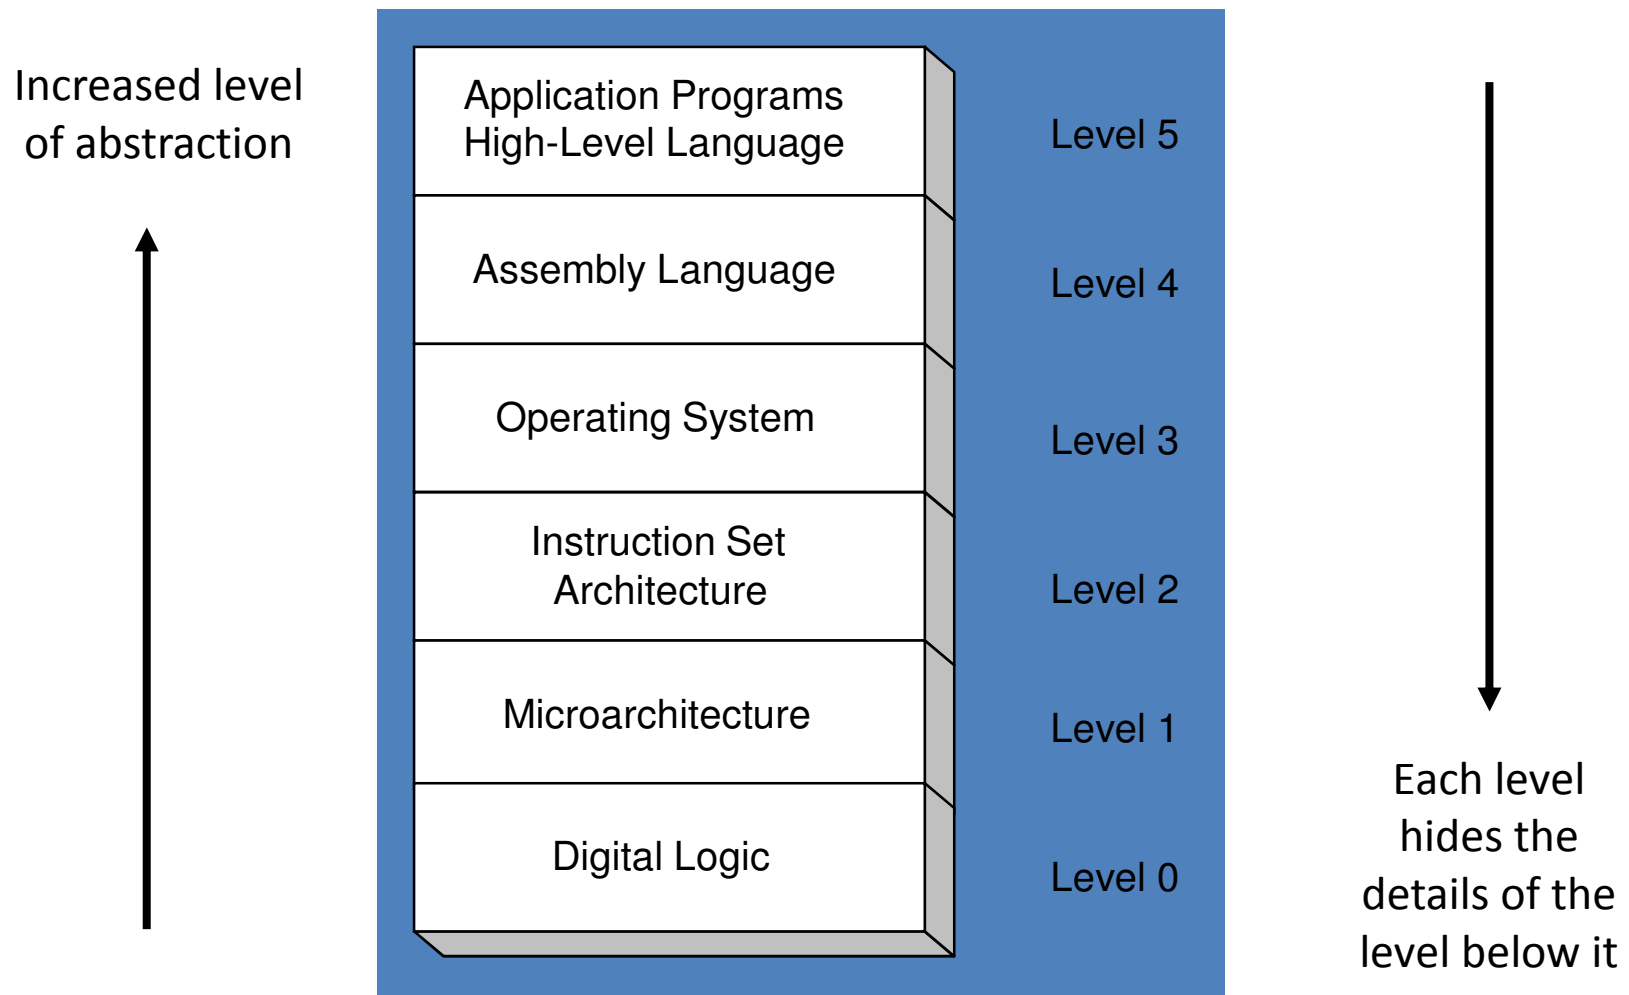 Increased level
of abstraction
Application Programs
High-Level Language
Level 5
Assembly Language
Level 4
Operating System
Level 3
Instruction Set
Architecture
Level 2
Microarchitecture
Level 1
Digital Logic
Level 0
Each level
hides the
details of the
level below it